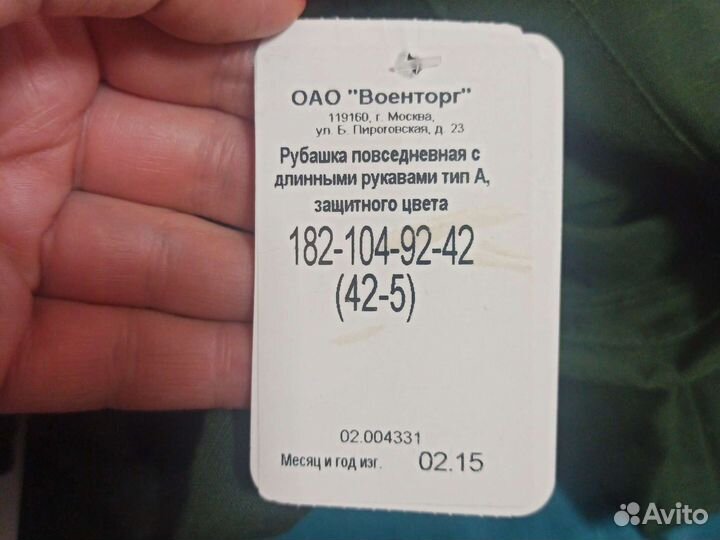 ОАО "Военторг"
119160, г. Москва,
ул. Б. Пироговская, д. 23
Рубашка повседневная с
длинными рукавами тип А,
защитного цвета
182-104-92-42
(42-5)
02.004331
Месяц и год изг. 02.15
Avito